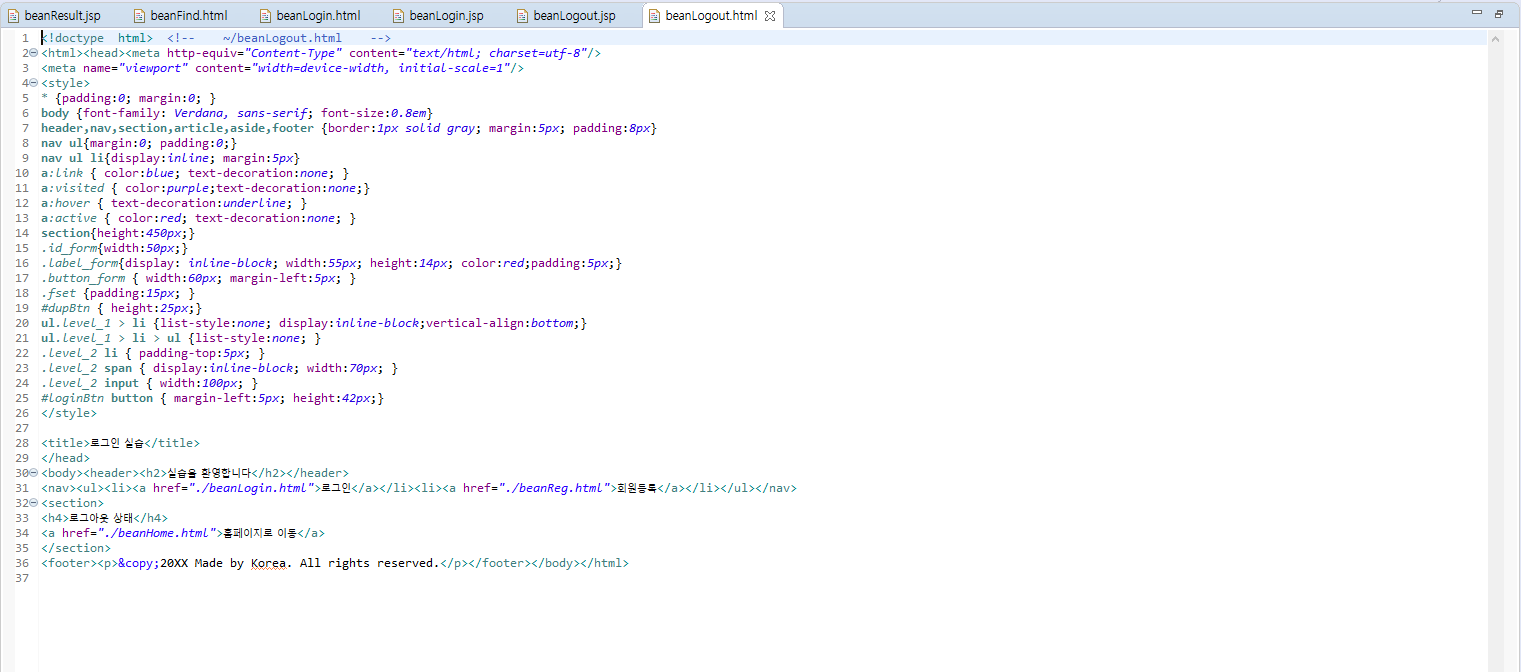 beanResult.jsp beanFind.html beanLogin.html beanLogin.jsp beanLogout.jsp beanLogout.html
1 <!doctype  html>  <!--    ~/beanLogout.html    -->
2 <html><head><meta http-equiv="Content-Type" content="text/html; charset=utf-8"/>
3 <meta name="viewport" content="width=device-width, initial-scale=1"/>
4 <style>
5 * {padding:0; margin:0; }
6 body {font-family: Verdana, sans-serif; font-size:0.8em}
7 header,nav,section,article,aside,footer {border:1px solid gray; margin:5px; padding:8px}
8 nav ul{margin:0; padding:0;}
9 nav ul li{display:inline; margin:5px}
10 a:link { color:blue; text-decoration:none; }
11 a:visited { color:purple;text-decoration:none;}
12 a:hover { text-decoration:underline; }
13 a:active { color:red; text-decoration:none; }
14 section{height:450px;}
15 .id_form{width:50px;}
16 .label_form{display: inline-block; width:55px; height:14px; color:red;padding:5px;}
17 .button_form { width:60px; margin-left:5px; }
18 .fset {padding:15px; }
19 #dupBtn { height:25px;}
20 ul.level_1 > li {list-style:none; display:inline-block;vertical-align:bottom;}
21 ul.level_1 > li > ul {list-style:none; }
22 .level_2 li { padding-top:5px; }
23 .level_2 span { display:inline-block; width:70px; }
24 .level_2 input { width:100px; }
25 #loginBtn button { margin-left:5px; height:42px;}
26 </style>
27
28 <title>로그인 실습</title>
29 </head>
30 <body><header><h2>실습을 환영합니다</h2></header>
31 <nav><ul><li><a href="./beanLogin.html">로그인</a></li><li><a href="./beanReg.html">회원등록</a></li></ul></nav>
32 <section>
33 <h4>로그아웃 상태</h4>
34 <a href="./beanHome.html">홈페이지로 이동</a>
35 </section>
36 <footer><p>&copy;20XX Made by Korea. All rights reserved.</p></footer></body></html>
37